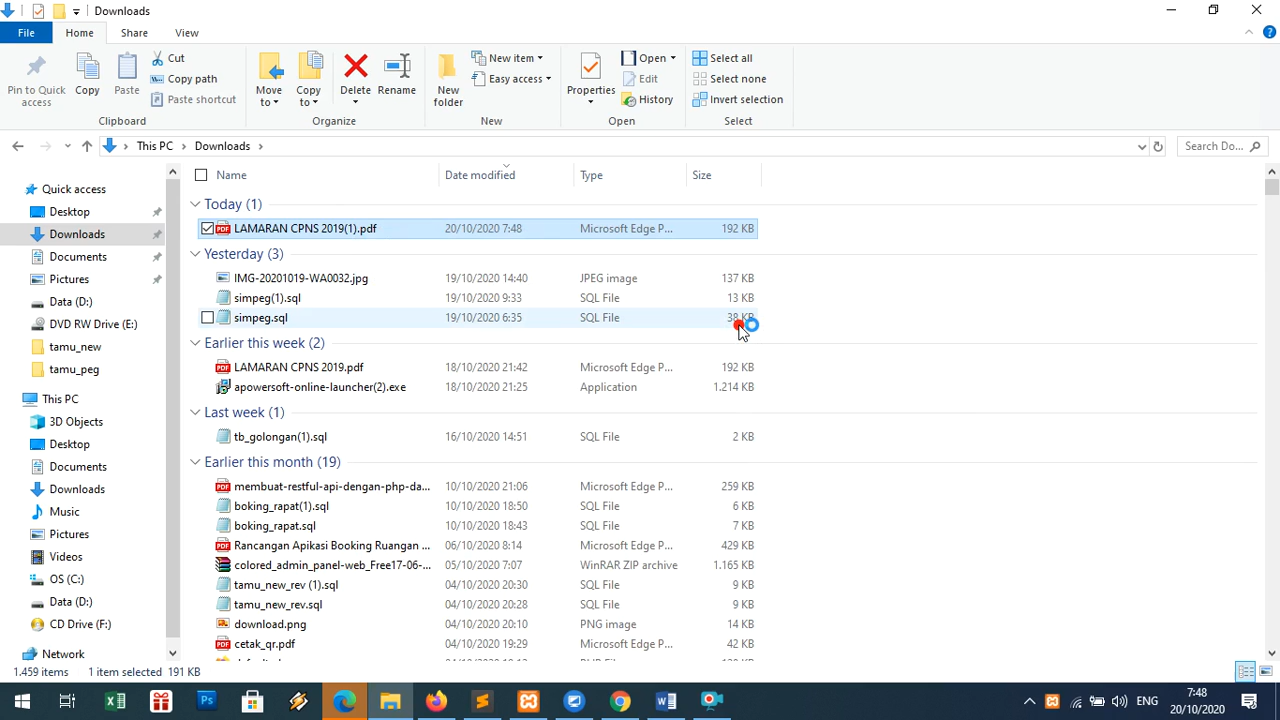 Downloads
File Home Share View
Pin to Quick access
Copy
Paste
Cut
Copy path
Paste shortcut
Clipboard
Move to
Copy to
Delete
Rename
Organize
New folder
New item
Easy access
New
Properties
Open
Edit
History
Open
Select all
Select none
Invert selection
Select
This PC Downloads
Search Do...
Name Date modified Type Size
Quick access
Desktop
Downloads
Documents
Pictures
Data (D:)
DVD RW Drive (E:)
tamu_new
tamu_peg
This PC
3D Objects
Desktop
Documents
Downloads
Music
Pictures
Videos
OS (C:)
Data (D:)
CD Drive (F:)
Network
Today (1)
LAMARAN CPNS 2019(1).pdf 20/10/2020 7:48 Microsoft Edge P... 192 KB
Yesterday (3)
IMG-20201019-WA0032.jpg 19/10/2020 14:40 JPEG image 137 KB
simpeg(1).sql 19/10/2020 9:33 SQL File 13 KB
simpeg.sql 19/10/2020 6:35 SQL File 38 KB
Earlier this week (2)
LAMARAN CPNS 2019.pdf 18/10/2020 21:42 Microsoft Edge P... 192 KB
apowersoft-online-launcher(2).exe 18/10/2020 21:25 Application 1.214 KB
Last week (1)
tb_golongan(1).sql 16/10/2020 14:51 SQL File 2 KB
Earlier this month (19)
membuat-restful-api-dengan-php-da... 10/10/2020 21:06 Microsoft Edge P... 259 KB
boking_rapat(1).sql 10/10/2020 18:50 SQL File 6 KB
boking_rapat.sql 10/10/2020 18:43 SQL File 7 KB
Rancangan Apikasi Booking Ruangan ... 06/10/2020 8:14 Microsoft Edge P... 429 KB
colored_admin_panel-web_Free17-06-... 05/10/2020 7:07 WinRAR ZIP archive 1.165 KB
tamu_new_rev (1).sql 04/10/2020 20:30 SQL File 9 KB
tamu_new_rev.sql 04/10/2020 20:28 SQL File 9 KB
download.png 04/10/2020 20:10 PNG image 14 KB
cetak_qr.pdf 04/10/2020 19:29 Microsoft Edge P... 42 KB
1.459 items 1 item selected 191 KB
ENG
7:48
20/10/2020